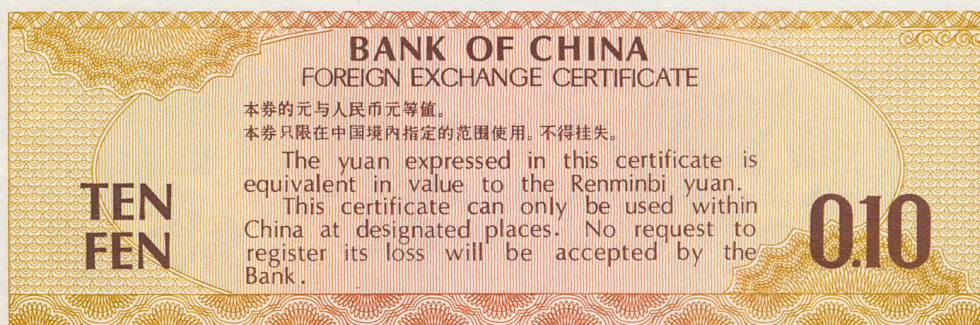 BANK OF CHINA
FOREIGN EXCHANGE CERTIFICATE
本券的元与人民币元等值。
本券只限在中国境内指定的范围使用。不得挂失。
The yuan expressed in this certificate is
equivalent in value to the Renminbi yuan.
This certificate can only be used within
China at designated places. No request to
register its loss will be accepted by the
Bank.
TEN
FEN
0.10